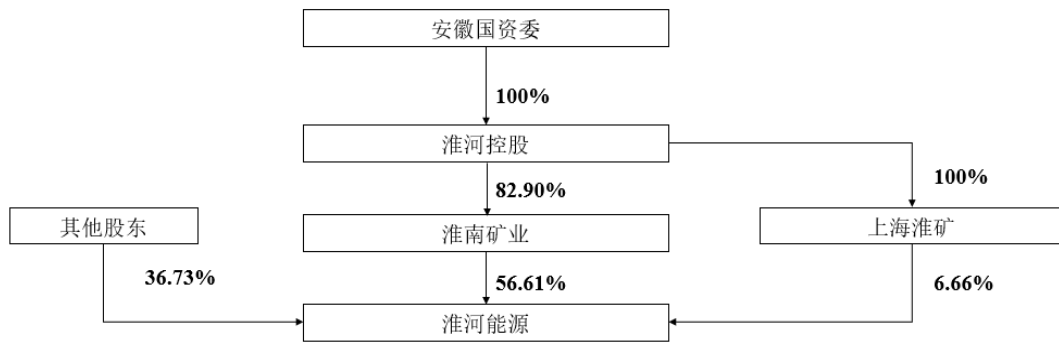 安徽国资委
100%
淮河控股
82.90%
100%
其他股东
淮南矿业
上海淮矿
36.73%
56.61%
6.66%
淮河能源